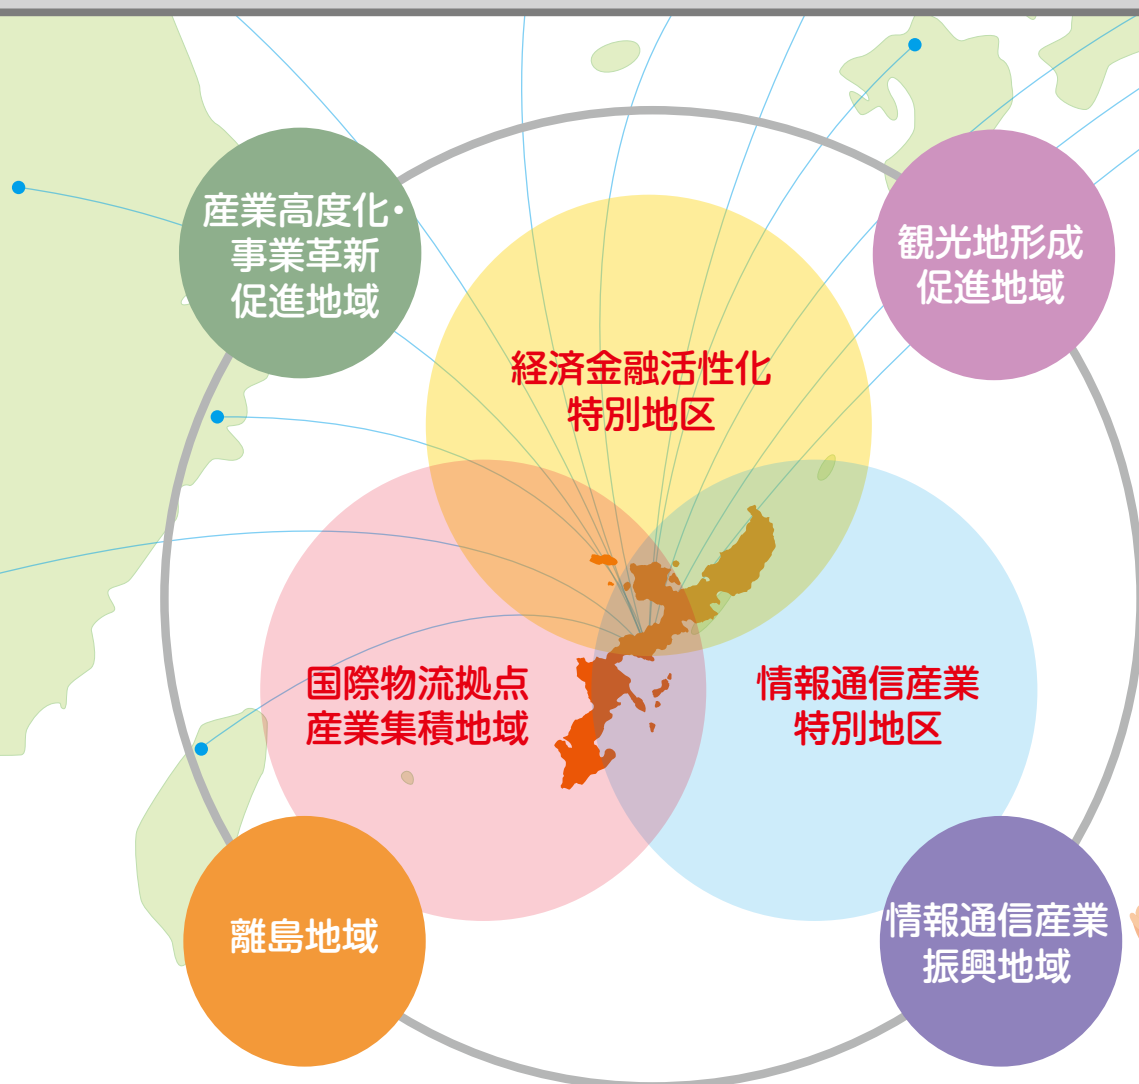 産業高度化・
事業革新
促進地域
観光地形成
促進地域
経済金融活性化
特別地区
国際物流拠点
産業集積地域
情報通信産業
特別地区
離島地域
情報通信産業
振興地域